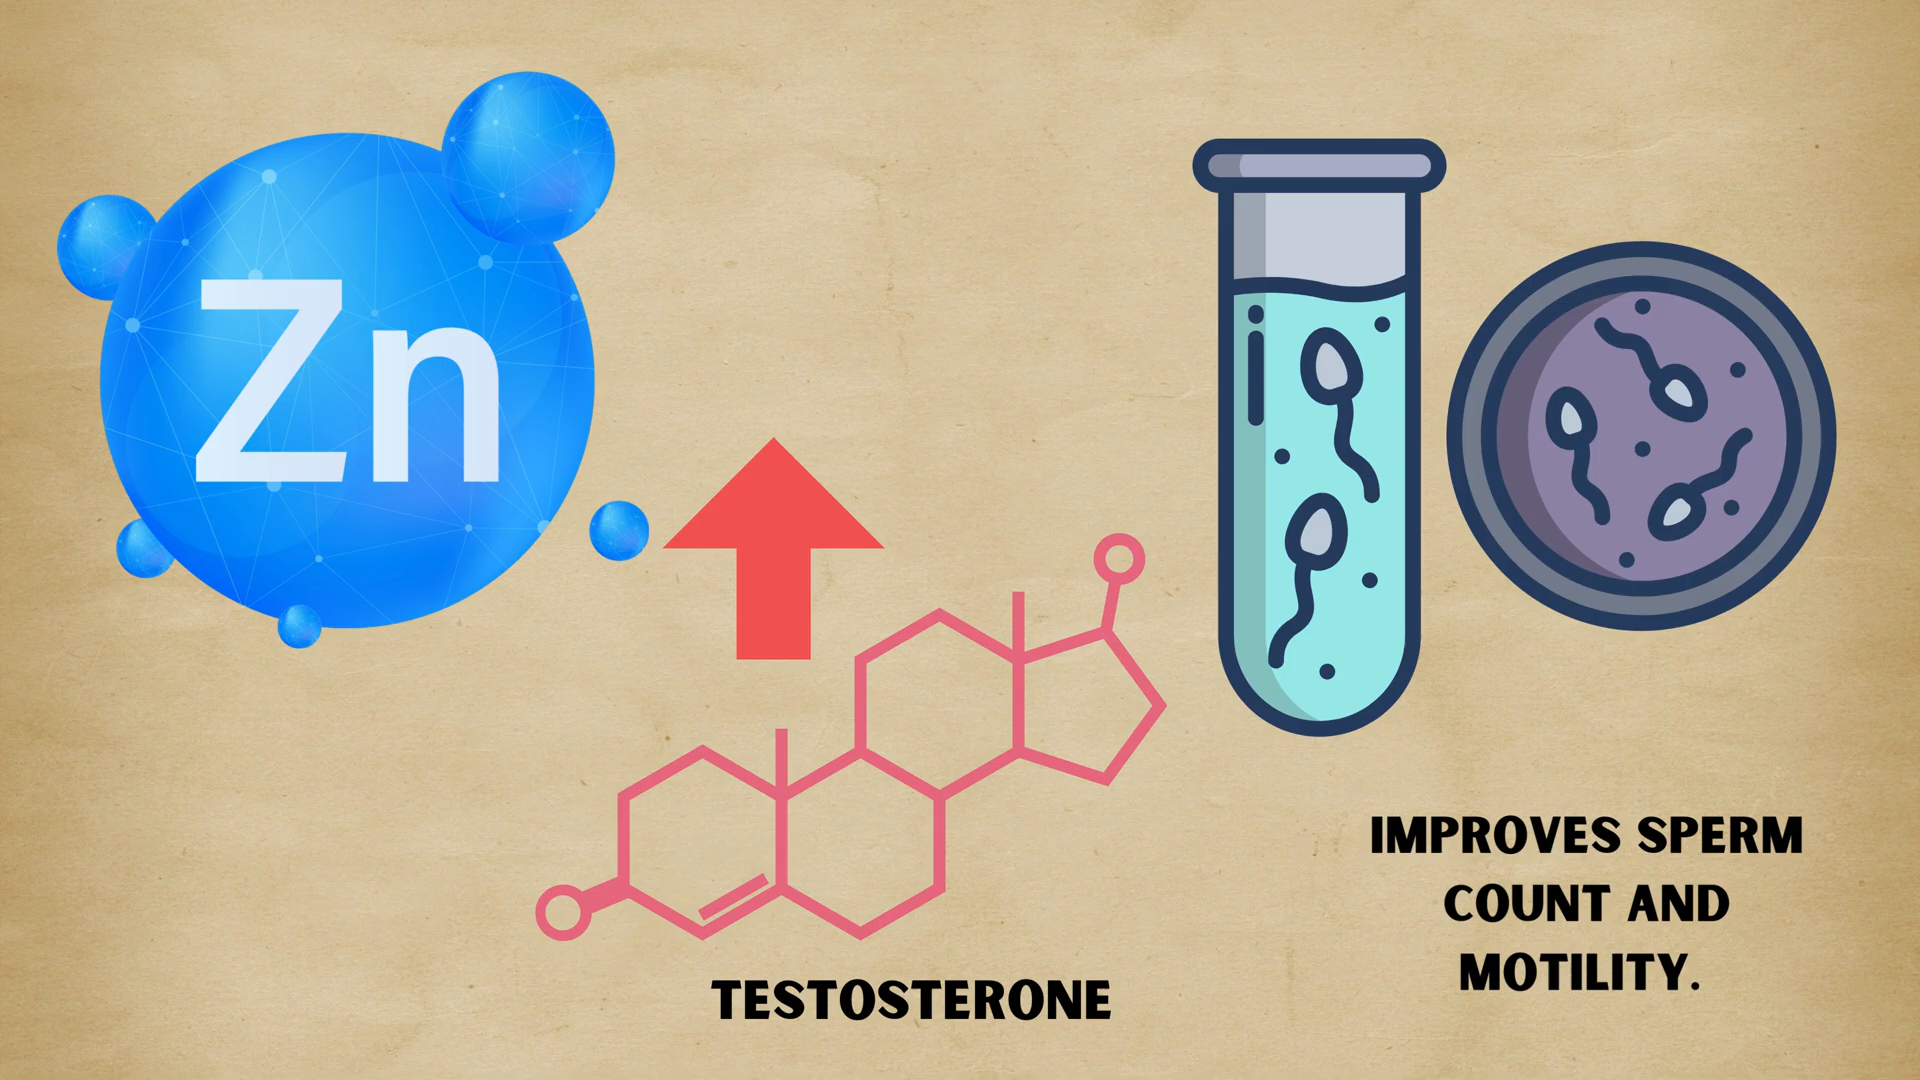 Zn
TESTOSTERONE
IMPROVES SPERM
COUNT AND
MOTILITY.